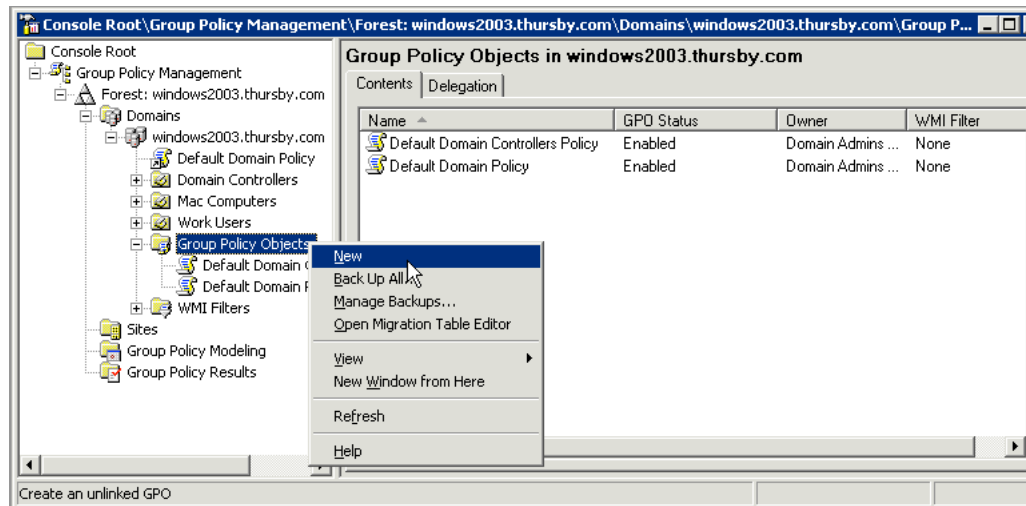 Console Root\Group Policy Management\Forest: windows2003.thursby.com\Domains\windows2003.thursby.com\Group P...
Console Root
Group Policy Management
Forest: windows2003.thursby.com
Domains
windows2003.thursby.com
Default Domain Policy
Domain Controllers
Mac Computers
Work Users
Group Policy Objects
Default Domain
Default Domain
WMI Filters
Sites
Group Policy Modeling
Group Policy Results
Group Policy Objects in windows2003.thursby.com
Contents Delegation
Name GPO Status Owner WMI Filter
Default Domain Controllers Policy Enabled Domain Admins ... None
Default Domain Policy Enabled Domain Admins ... None
New
Back Up All
Manage Backups...
Open Migration Table Editor
View
New Window from Here
Refresh
Help
Create an unlinked GPO